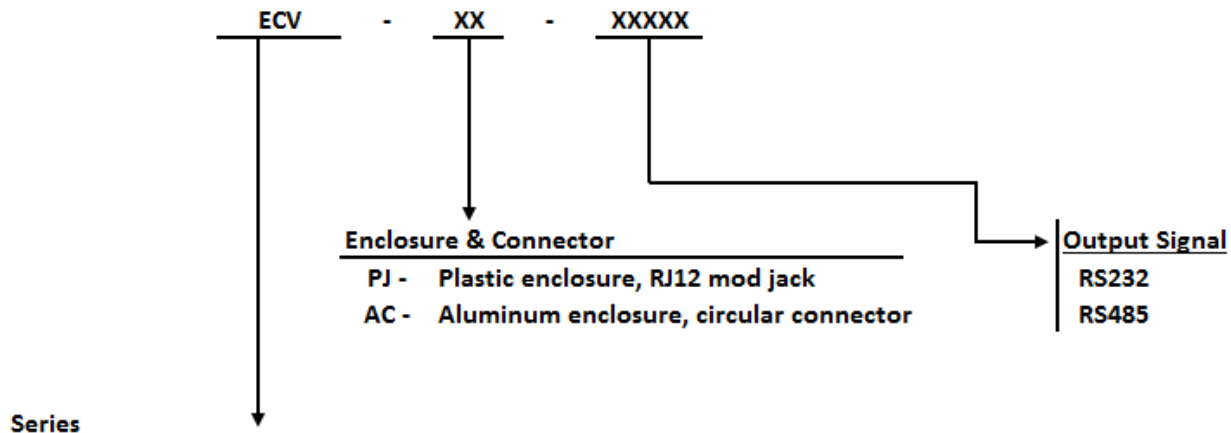 ECV - XX - XXXXX
Enclosure & Connector
PJ - Plastic enclosure, RJ12 mod jack
AC - Aluminum enclosure, circular connector
Output Signal
RS232
RS485
Series